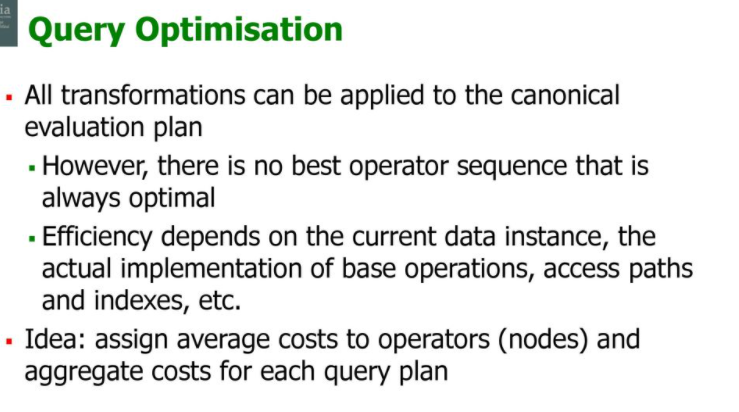 ia
Query Optimisation
▪ All transformations can be applied to the canonical
evaluation plan
▪ However, there is no best operator sequence that is
always optimal
▪ Efficiency depends on the current data instance, the
actual implementation of base operations, access paths
and indexes, etc.
▪ Idea: assign average costs to operators (nodes) and
aggregate costs for each query plan